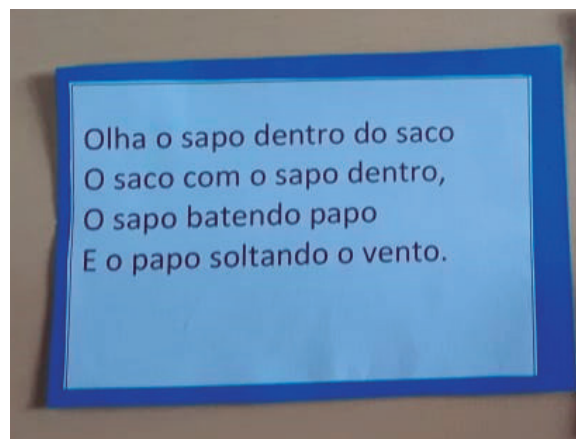 Olha o sapo dentro do saco
O saco com o sapo dentro,
O sapo batendo papo
E o papo soltando o vento.